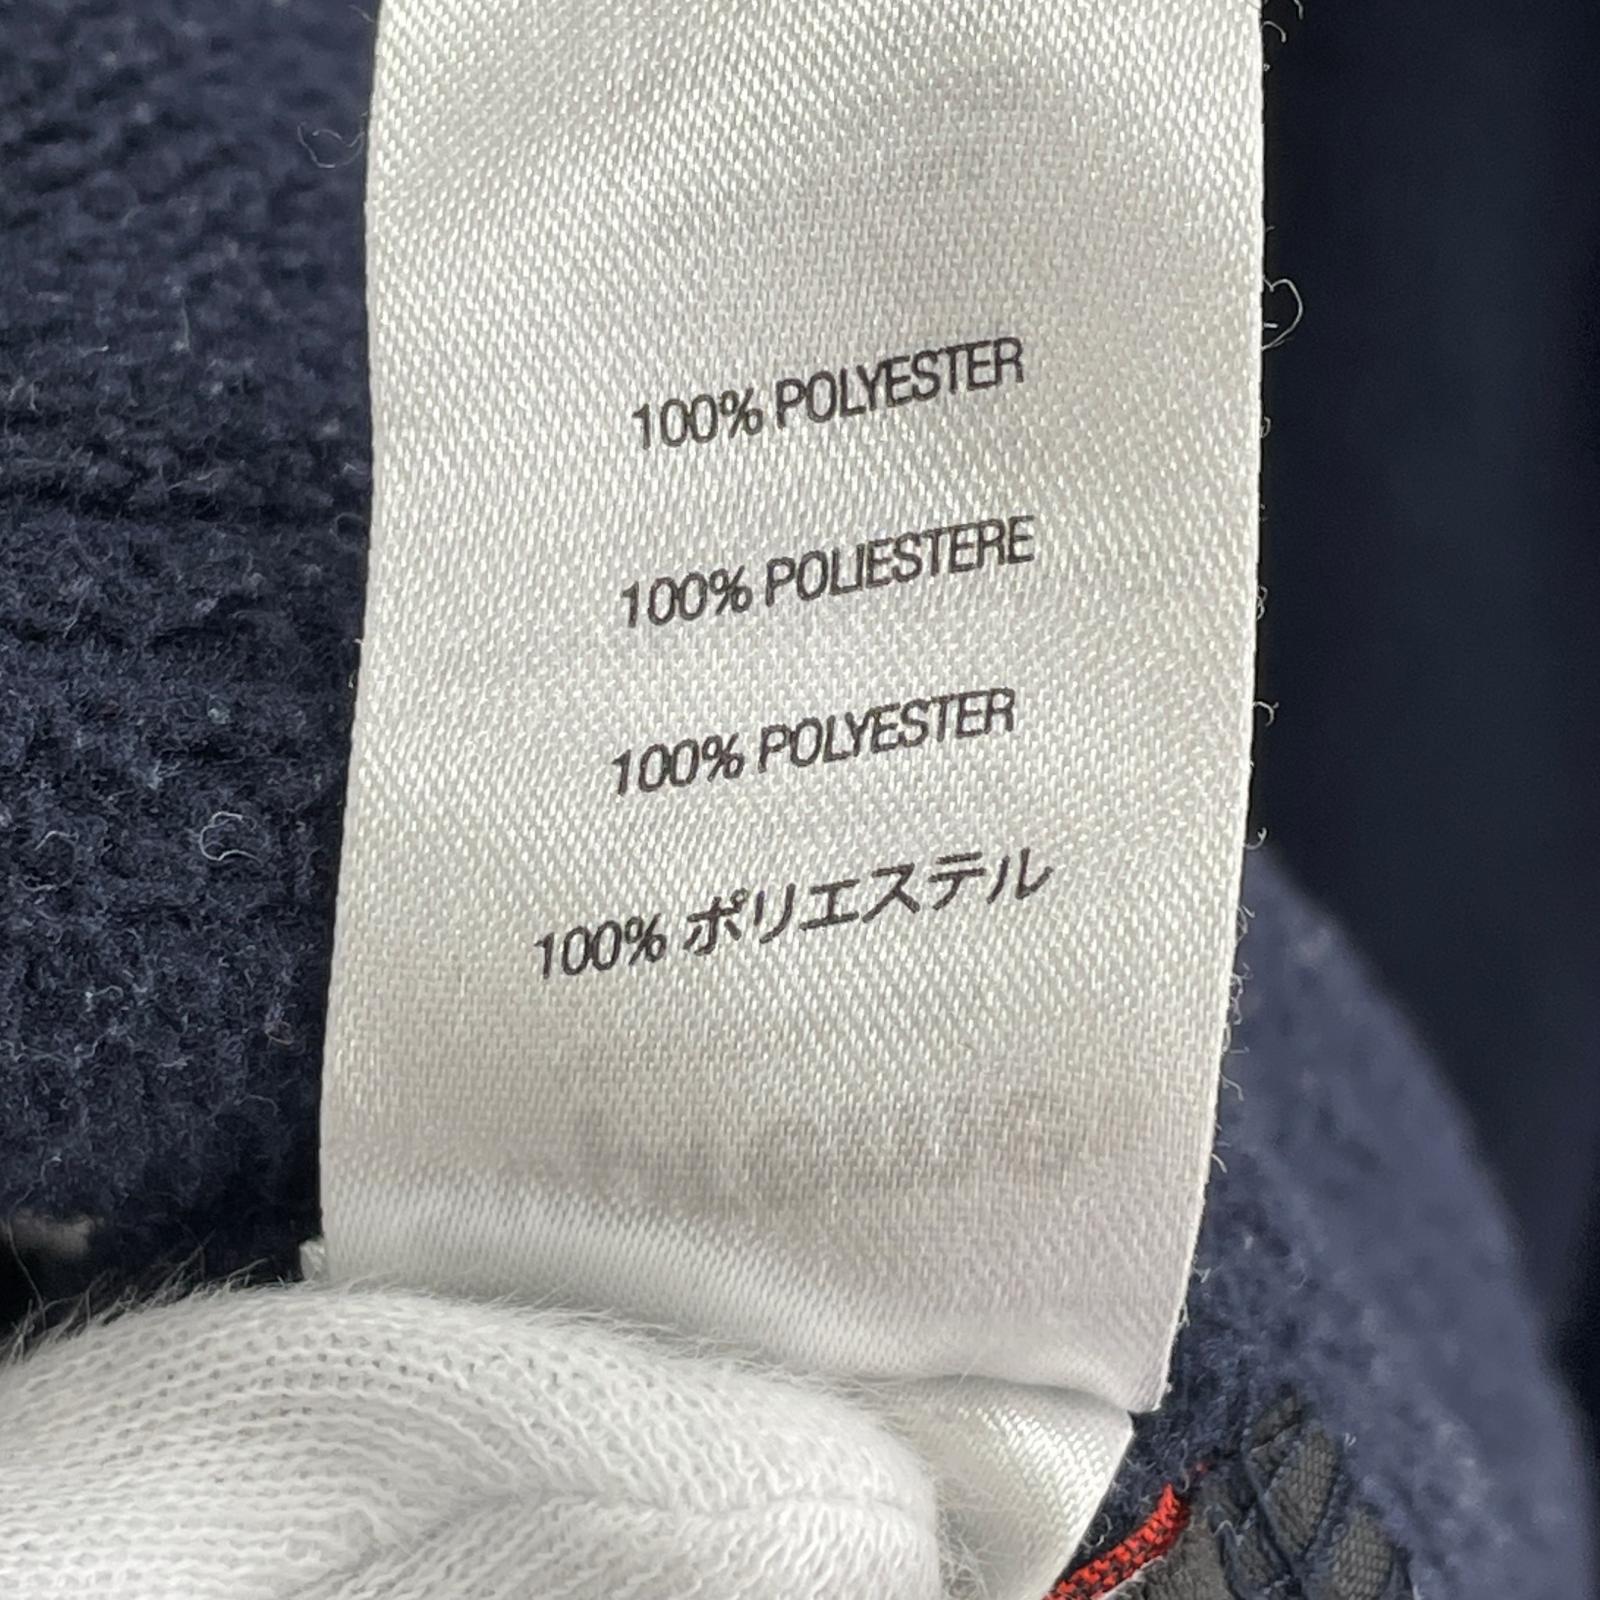 100% POLYESTER
100% POLIESTERE
100% POLYESTER
100% ポリエステル